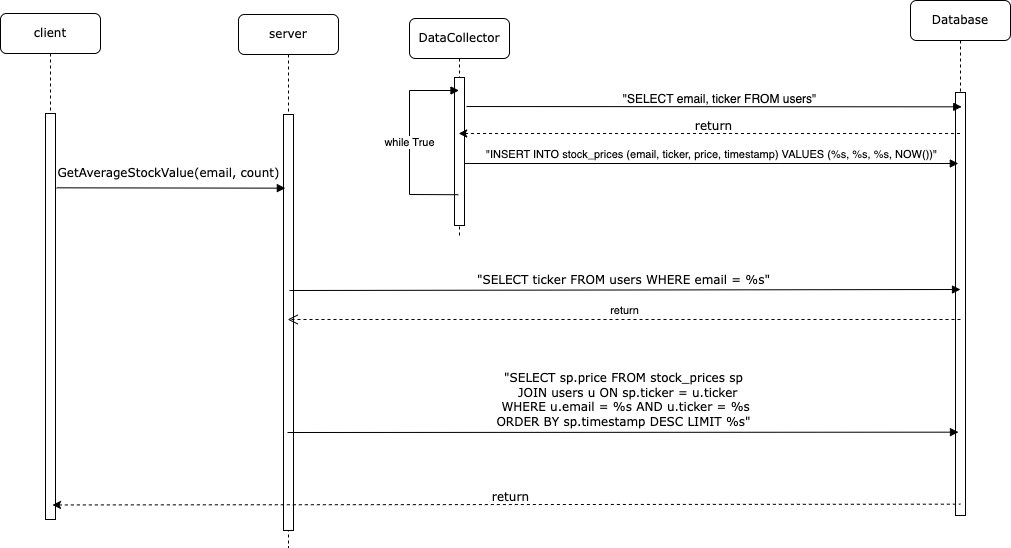 client
server
DataCollector
Database
"SELECT email, ticker FROM users"
return
while True
"INSERT INTO stock_prices (email, ticker, price, timestamp) VALUES (%s, %s, %s, NOW())"
GetAverageStockValue(email, count)
"SELECT ticker FROM users WHERE email = %s"
return
"SELECT sp.price FROM stock_prices sp
JOIN users u ON sp.ticker = u.ticker
WHERE u.email = %s AND u.ticker = %s
ORDER BY sp.timestamp DESC LIMIT %s"
return